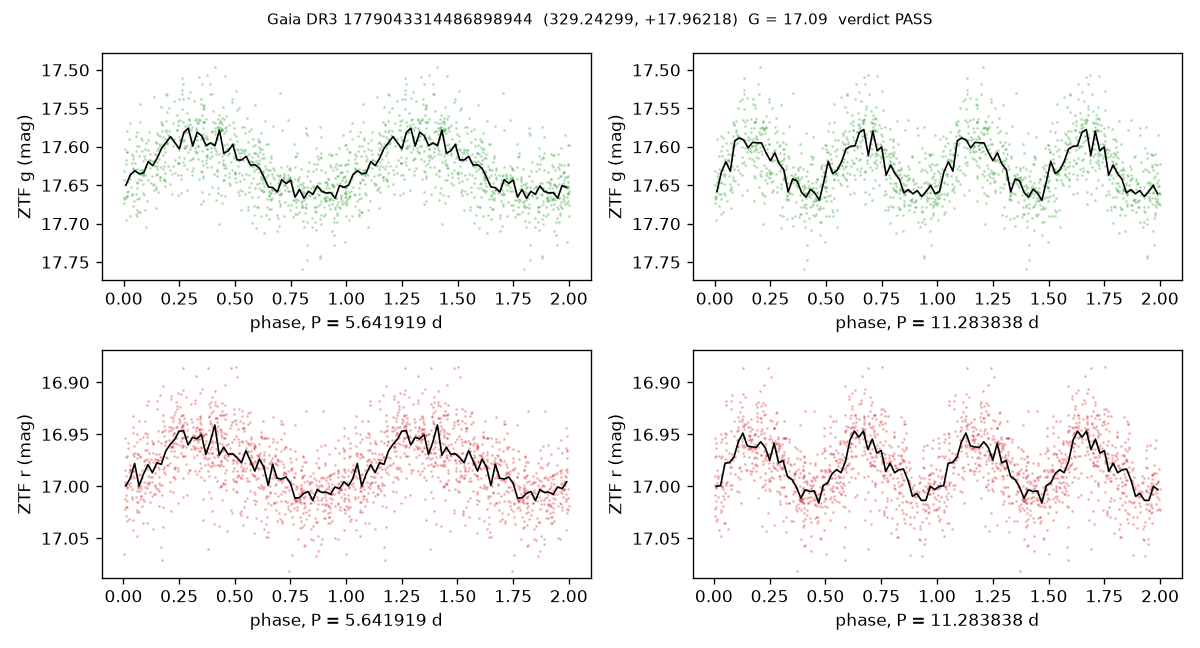 Gaia DR3 1779043314486898944  (329.24299, +17.96218)  G = 17.09  verdict PASS
ZTF g (mag)
17.50
17.55
17.60
17.65
17.70
17.75
0.00 0.25 0.50 0.75 1.00 1.25 1.50 1.75 2.00
phase, P = 5.641919 d
ZTF g (mag)
17.50
17.55
17.60
17.65
17.70
17.75
0.00 0.25 0.50 0.75 1.00 1.25 1.50 1.75 2.00
phase, P = 11.283838 d
ZTF r (mag)
16.90
16.95
17.00
17.05
0.00 0.25 0.50 0.75 1.00 1.25 1.50 1.75 2.00
phase, P = 5.641919 d
ZTF r (mag)
16.90
16.95
17.00
17.05
0.00 0.25 0.50 0.75 1.00 1.25 1.50 1.75 2.00
phase, P = 11.283838 d